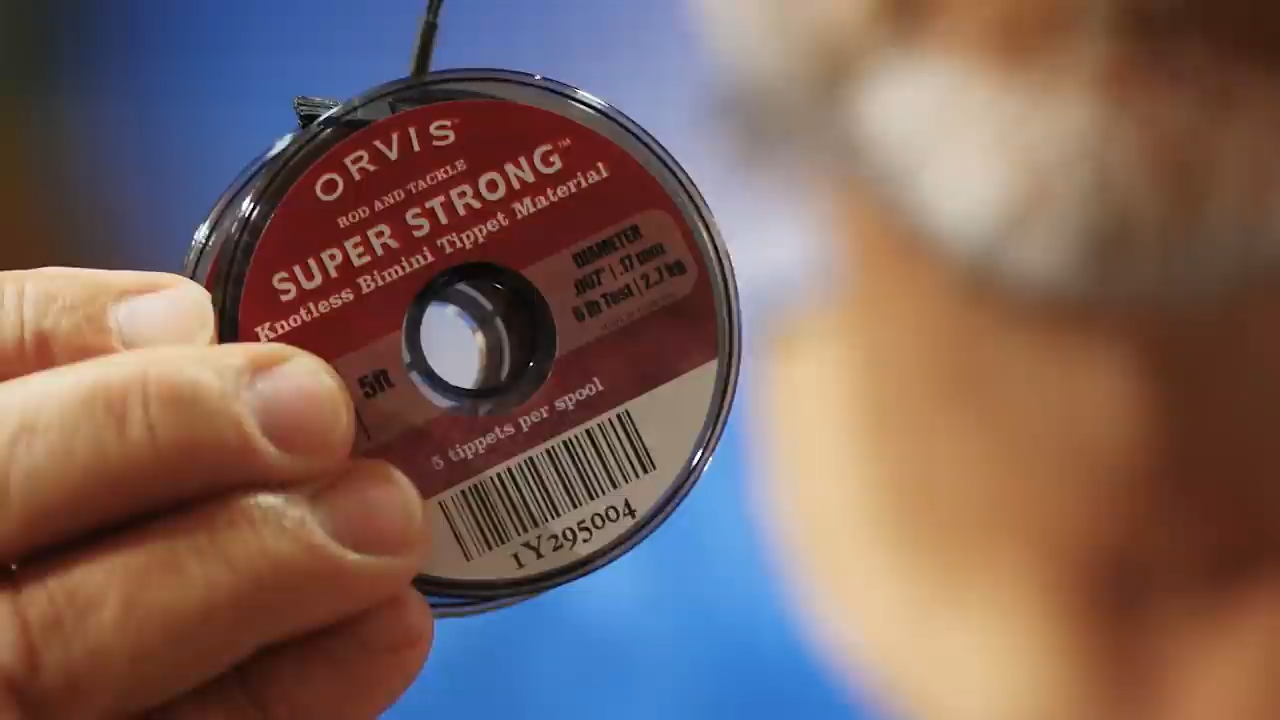 ORVIS
ROD AND TACKLE
SUPER STRONG™
Knotless Bimini Tippet Material
DIAMETER
.007" | .17 mm
6 lb Test | 2.7 kg
5ft
5 tippets per spool
1Y295004